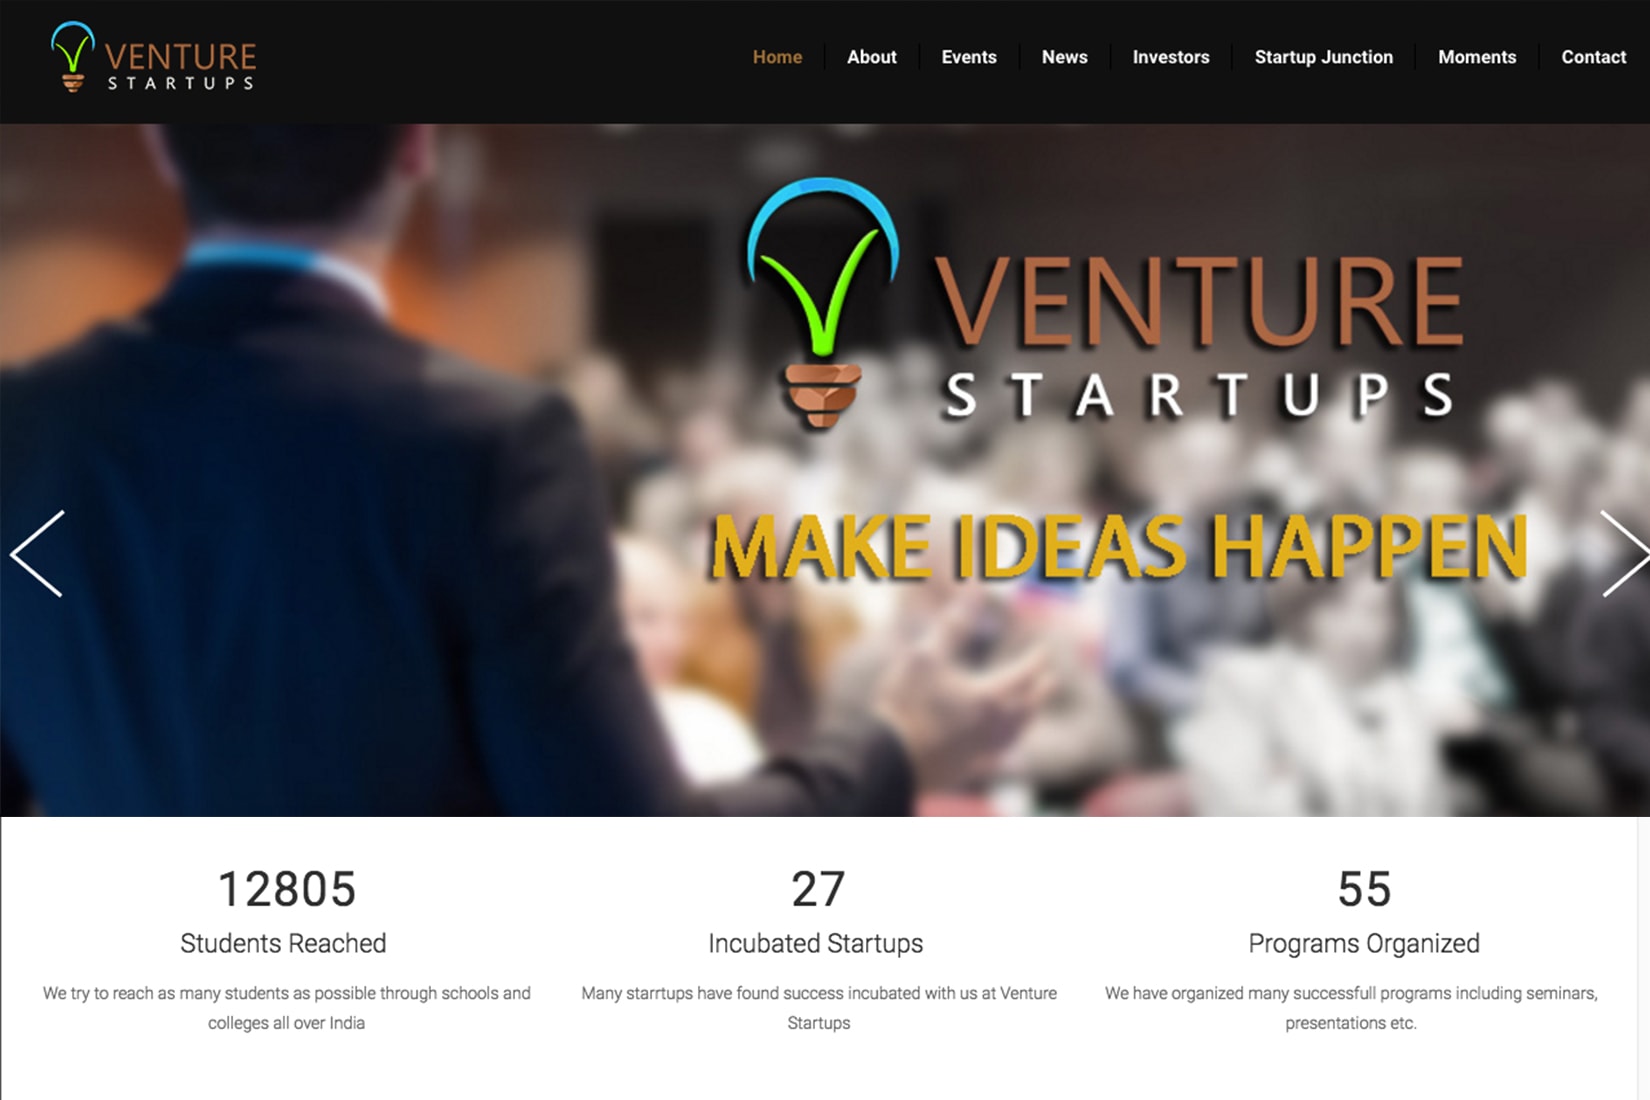 VENTURE
STARTUPS
Home
About
Events
News
Investors
Startup Junction
Moments
Contact
VENTURE
STARTUPS
MAKE IDEAS HAPPEN
12805
27
55
Students Reached
Incubated Startups
Programs Organized
We try to reach as many students as possible through schools and
colleges all over India
Many starrtups have found success incubated with us at Venture
Startups
We have organized many successfull programs including seminars,
presentations etc.